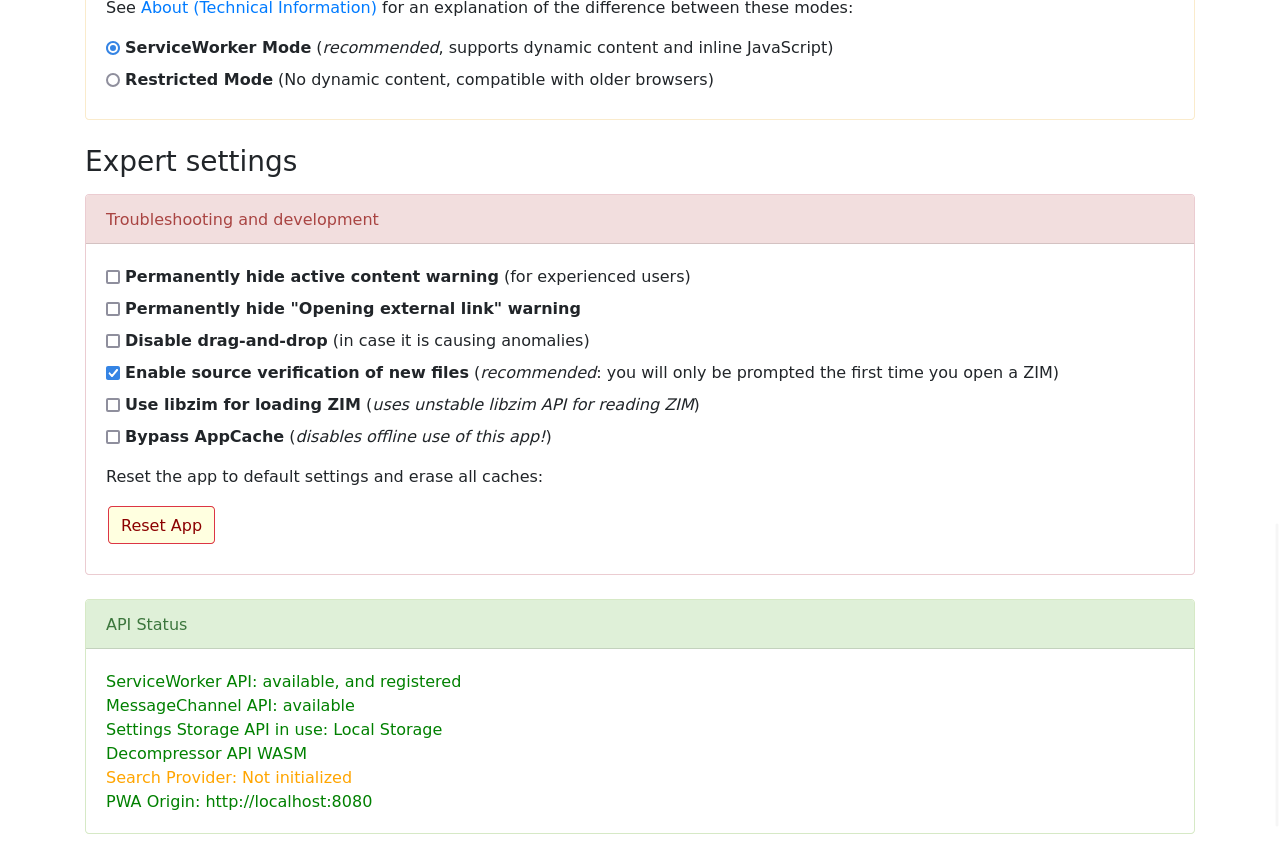 See About (Technical Information) for an explanation of the difference between these modes:
ServiceWorker Mode (recommended, supports dynamic content and inline JavaScript)
Restricted Mode (No dynamic content, compatible with older browsers)
Expert settings
Troubleshooting and development
Permanently hide active content warning (for experienced users)
Permanently hide "Opening external link" warning
Disable drag-and-drop (in case it is causing anomalies)
Enable source verification of new files (recommended: you will only be prompted the first time you open a ZIM)
Use libzim for loading ZIM (uses unstable libzim API for reading ZIM)
Bypass AppCache (disables offline use of this app!)
Reset the app to default settings and erase all caches:
Reset App
API Status
ServiceWorker API: available, and registered
MessageChannel API: available
Settings Storage API in use: Local Storage
Decompressor API WASM
Search Provider: Not initialized
PWA Origin: http://localhost:8080